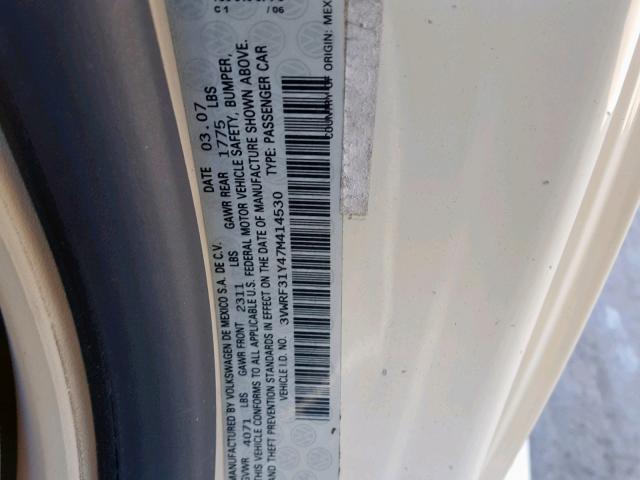 MANUFACTURED BY VOLKSWAGEN DE MEXICO S.A. DE C.V. DATE 03.07
GVWR 4071 LBS GAWR FRONT 2311 LBS GAWR REAR 1775 LBS
THIS VEHICLE CONFORMS TO ALL APPLICABLE U.S. FEDERAL MOTOR VEHICLE SAFETY, BUMPER,
AND THEFT PREVENTION STANDARDS IN EFFECT ON THE DATE OF MANUFACTURE SHOWN ABOVE.
VEHICLE I.D. NO. 3VWRF31Y47M414530 TYPE: PASSENGER CAR
COUNTRY OF ORIGIN: MEX